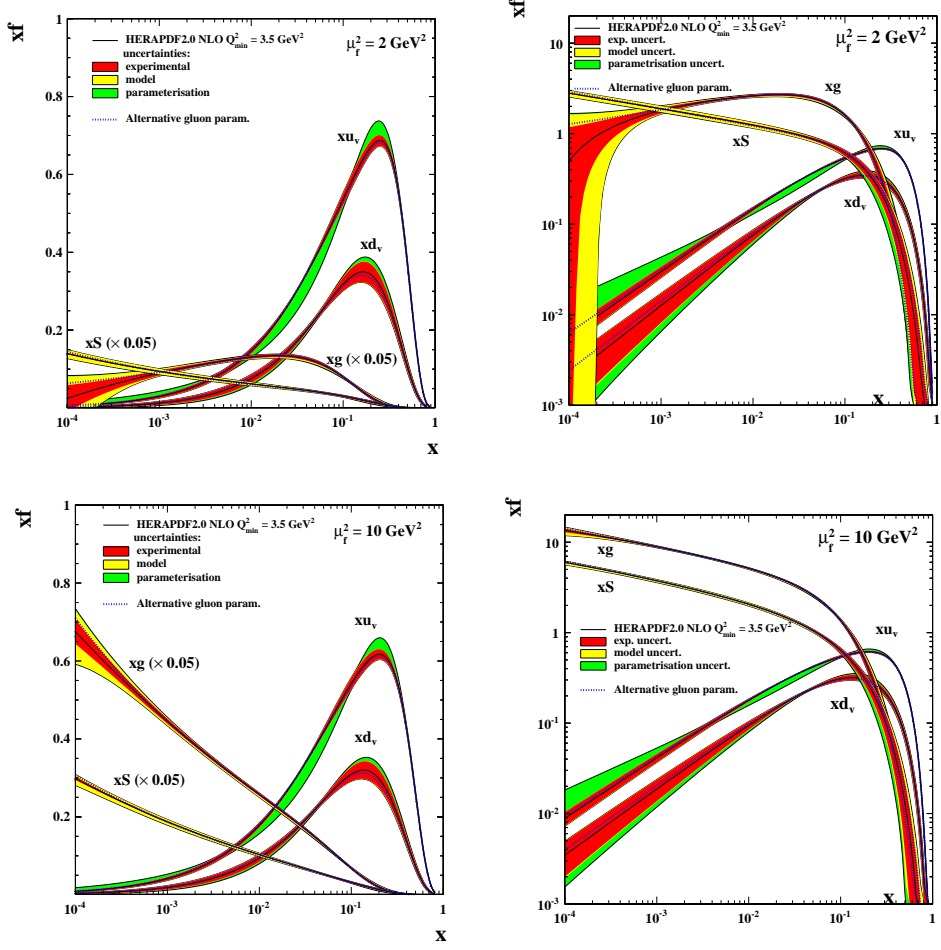 xf
1
0.8
0.6
0.4
0.2
HERAPDF2.0 NLO Q²min = 3.5 GeV²
uncertainties:
experimental
model
parameterisation
Alternative gluon param.
μf² = 2 GeV²
xuv
xdv
xS (× 0.05)
xg (× 0.05)
10⁻⁴
10⁻³
10⁻²
10⁻¹
1
x
xf
10
1
10⁻¹
10⁻²
10⁻³
HERAPDF2.0 NLO Q²min = 3.5 GeV²
exp. uncert.
model uncert.
parametrisation uncert.
Alternative gluon param.
μf² = 2 GeV²
xg
xS
xuv
xdv
10⁻⁴
10⁻³
10⁻²
10⁻¹
1
x
xf
1
0.8
0.6
0.4
0.2
HERAPDF2.0 NLO Q²min = 3.5 GeV²
uncertainties:
experimental
model
parameterisation
Alternative gluon param.
μf² = 10 GeV²
xuv
xg (× 0.05)
xdv
xS (× 0.05)
10⁻⁴
10⁻³
10⁻²
10⁻¹
1
x
xf
10
1
10⁻¹
10⁻²
10⁻³
μf² = 10 GeV²
xg
xS
HERAPDF2.0 NLO Q²min = 3.5 GeV²
exp. uncert.
model uncert.
parametrisation uncert.
Alternative gluon param.
xuv
xdv
10⁻⁴
10⁻³
10⁻²
10⁻¹
1
x